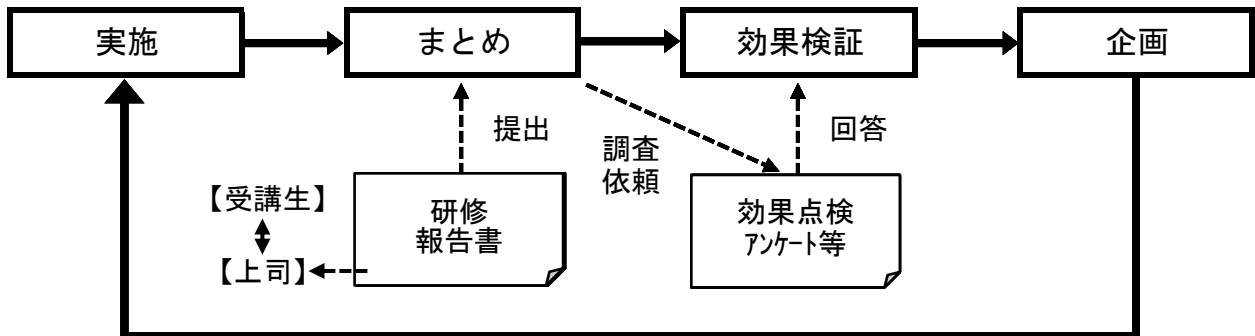 実施
まとめ
効果検証
企画
提出
調査
依頼
回答
【受講生】
【上司】
研修
報告書
効果点検
ｱﾝｹｰﾄ等